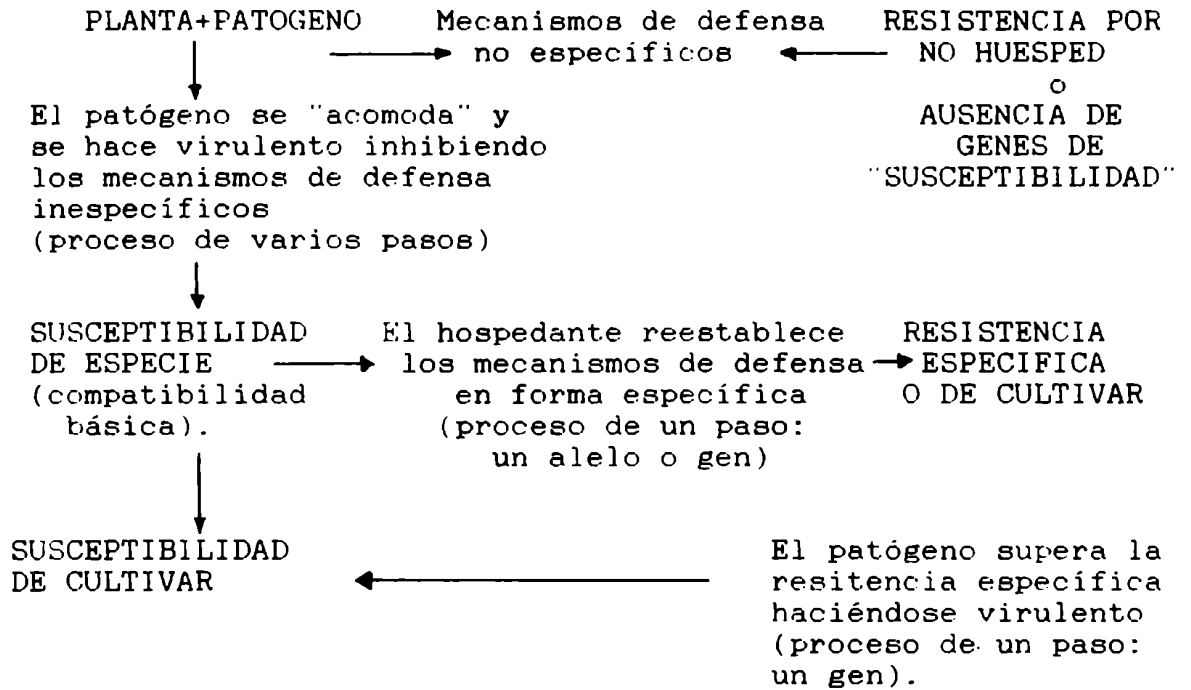 PLANTA+PATOGENO
Mecanismos de defensa
no específicos
RESISTENCIA POR
NO HUESPED
o
AUSENCIA DE
GENES DE
"SUSCEPTIBILIDAD"
El patógeno se "acomoda" y
se hace virulento inhibiendo
los mecanismos de defensa
inespecíficos
(proceso de varios pasos)
SUSCEPTIBILIDAD
DE ESPECIE
(compatibilidad
básica).
El hospedante reestablece
los mecanismos de defensa
en forma específica
(proceso de un paso:
un alelo o gen)
RESISTENCIA
ESPECIFICA
O DE CULTIVAR
SUSCEPTIBILIDAD
DE CULTIVAR
El patógeno supera la
resitencia específica
haciéndose virulento
(proceso de un paso:
un gen).